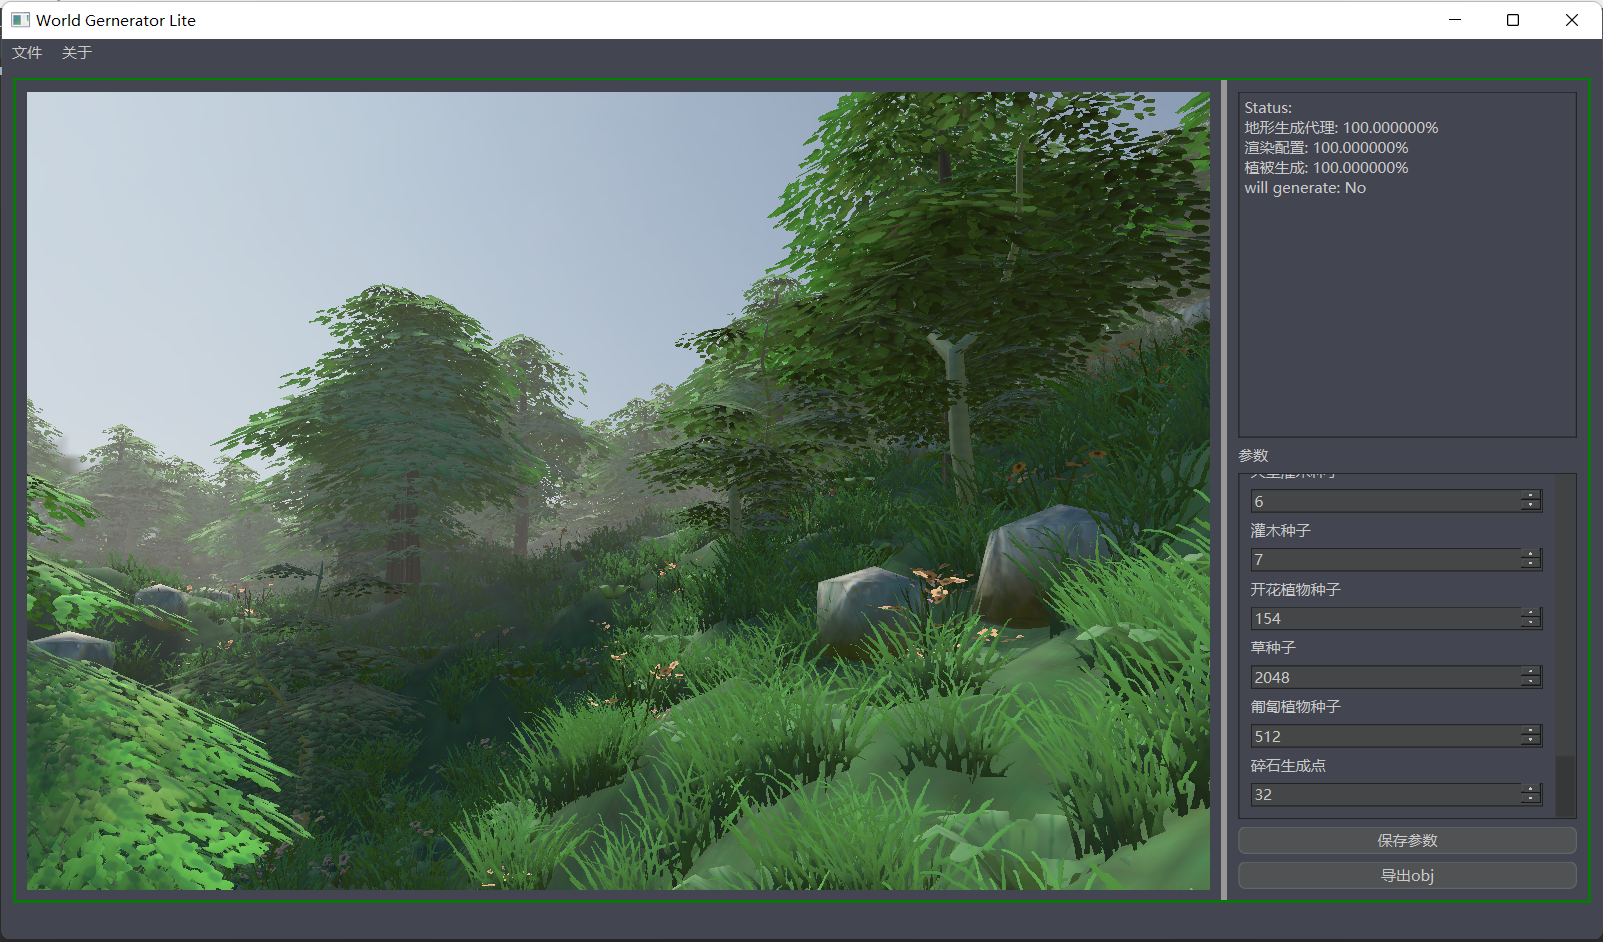 World Gernerator Lite
文件 关于
Status:
地形生成代理: 100.000000%
渲染配置: 100.000000%
植被生成: 100.000000%
will generate: No
参数
6
灌木种子
7
开花植物种子
154
草种子
2048
匍匐植物种子
512
碎石生成点
32
保存参数
导出obj